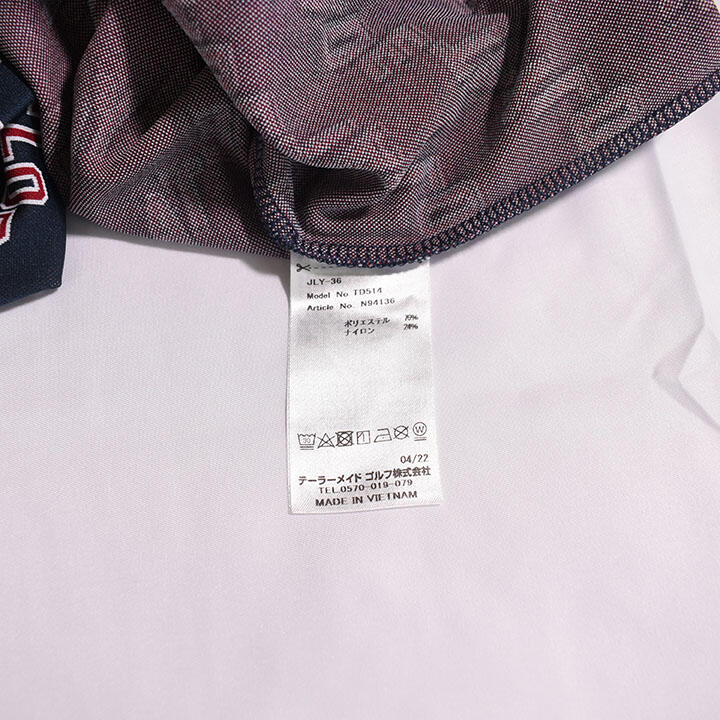 JLY-36
Model No TD514
Article No. N94136
ポリエステル
ナイロン 24%
04/22
テーラーメイド ゴルフ株式会社
TEL.0570-019-079
MADE IN VIETNAM